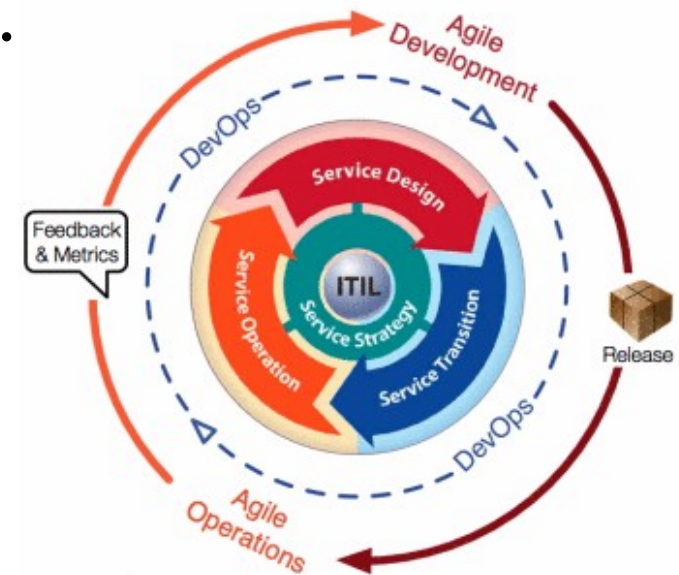 Agile
Development
DevOps
Service Design
Feedback
& Metrics
ITIL
Service Strategy
Service Operation
Service Transition
Release
DevOps
Agile
Operations